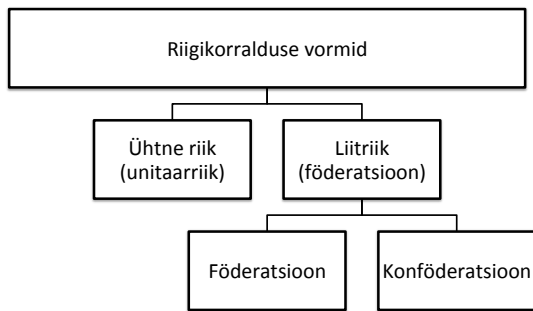 Riigikorralduse vormid
Ühtne riik
(unitaarriik)
Liitriik
(föderatsioon)
Föderatsioon
Konföderatsioon